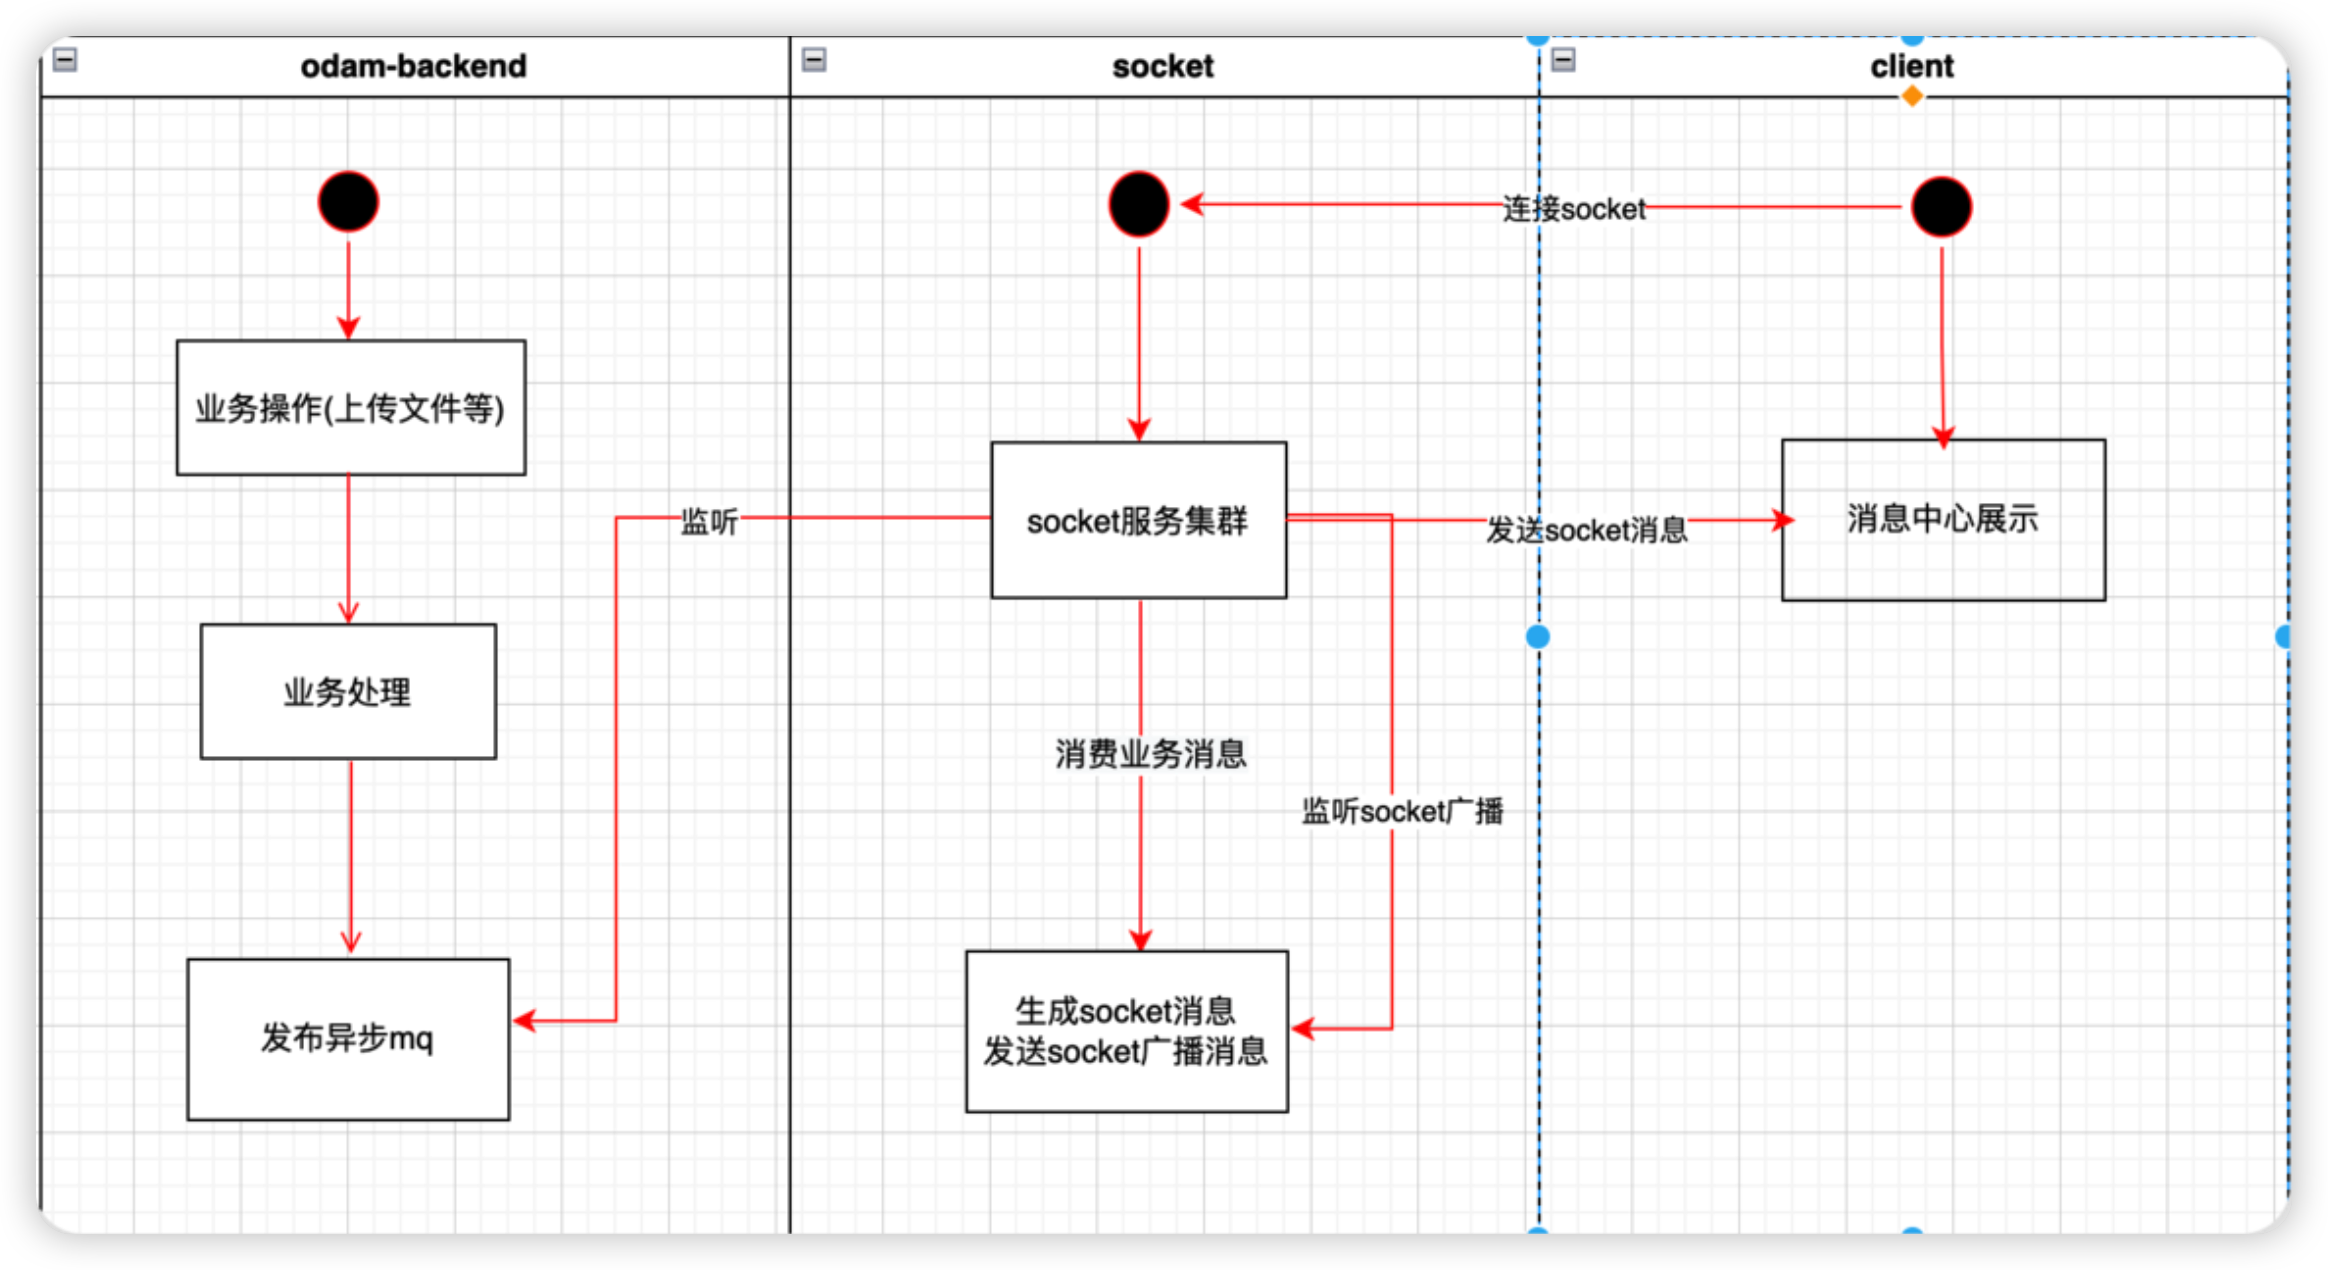 odam-backend
socket
client
连接socket
业务操作(上传文件等)
监听
socket服务集群
发送socket消息
消息中心展示
业务处理
消费业务消息
监听socket广播
发布异步mq
生成socket消息
发送socket广播消息